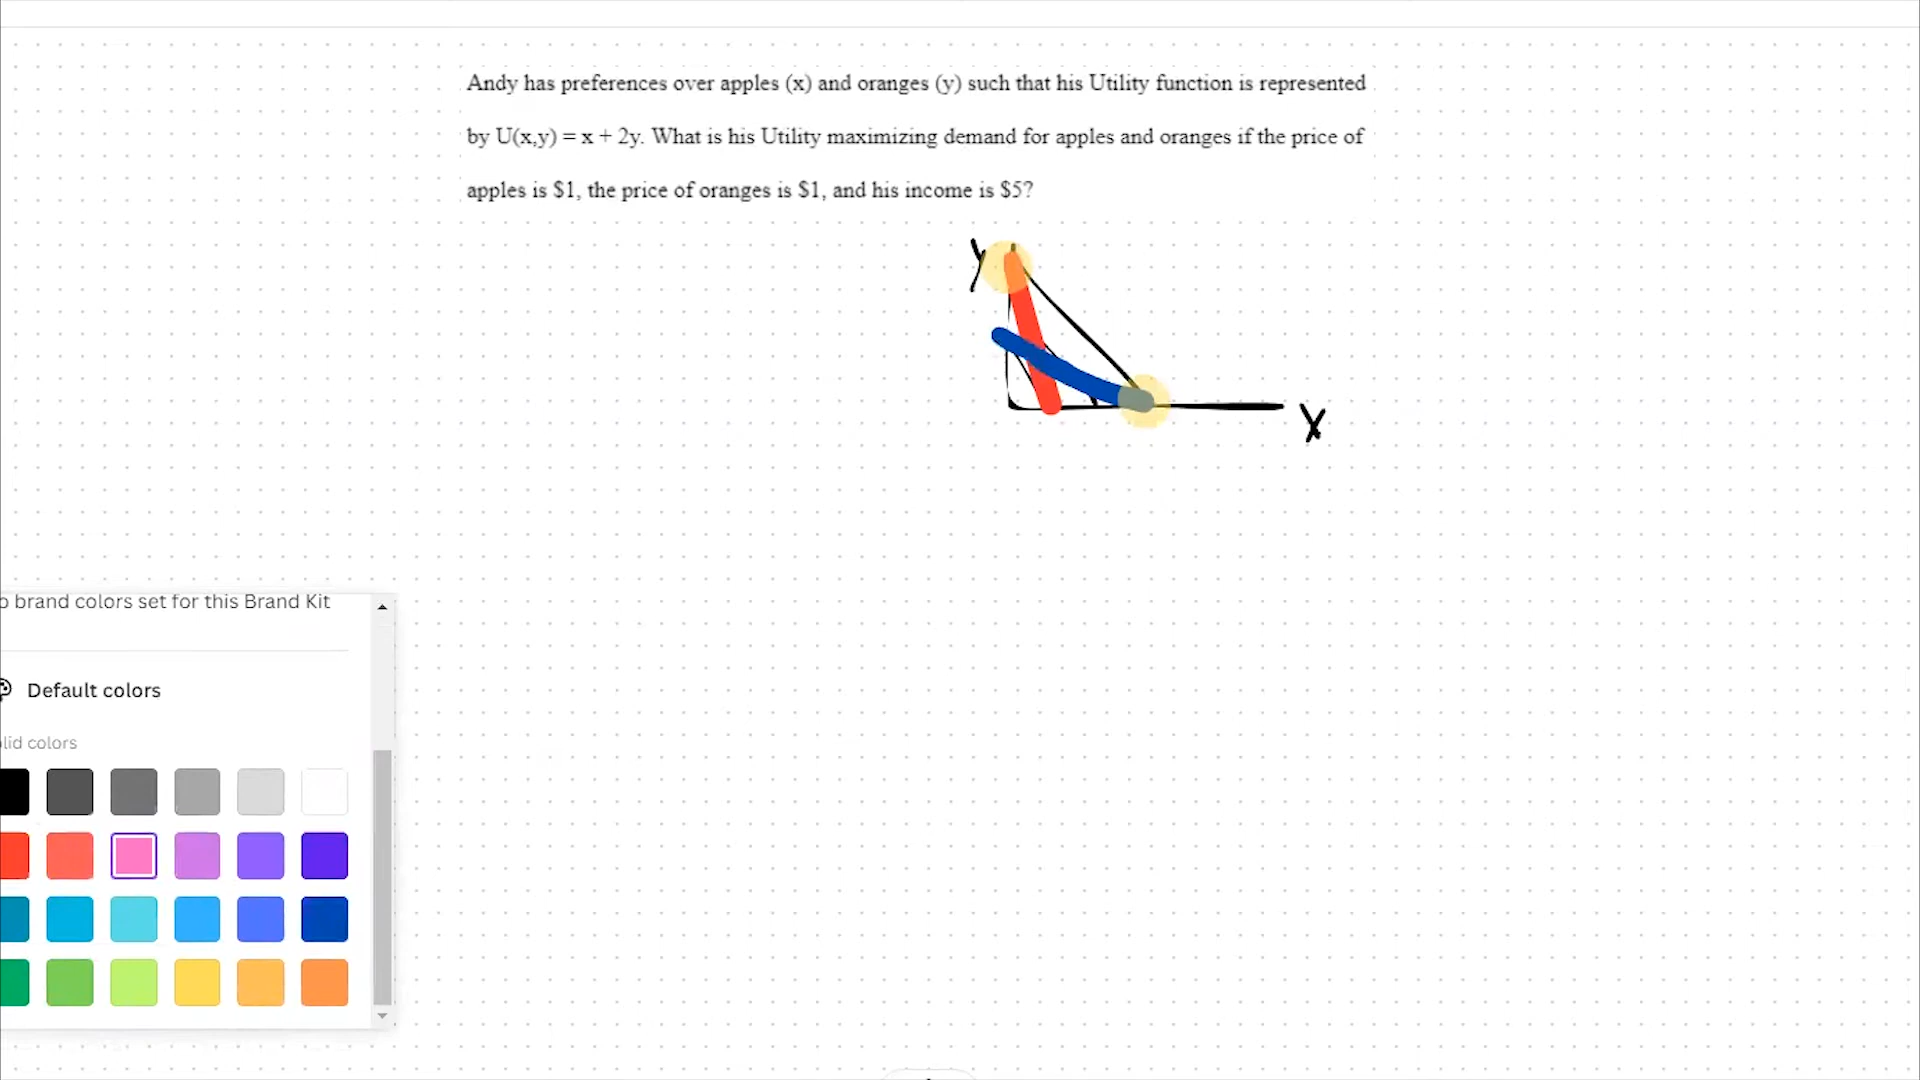 Andy has preferences over apples (x) and oranges (y) such that his Utility function is represented
by U(x,y) = x + 2y. What is his Utility maximizing demand for apples and oranges if the price of
apples is $1, the price of oranges is $1, and his income is $5?
Y
X
brand colors set for this Brand Kit
Default colors
lid colors